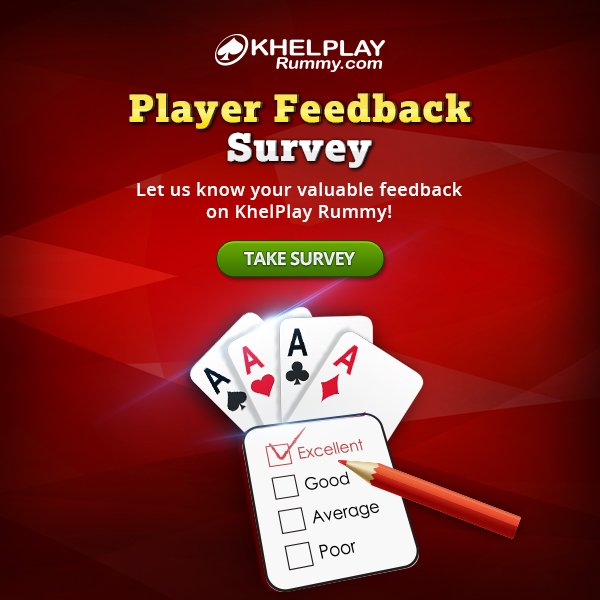 KHELPLAY
Rummy.com
Player Feedback
Survey
Let us know your valuable feedback
on KhelPlay Rummy!
TAKE SURVEY
A
A
A
A
Excellent
Good
Average
Poor